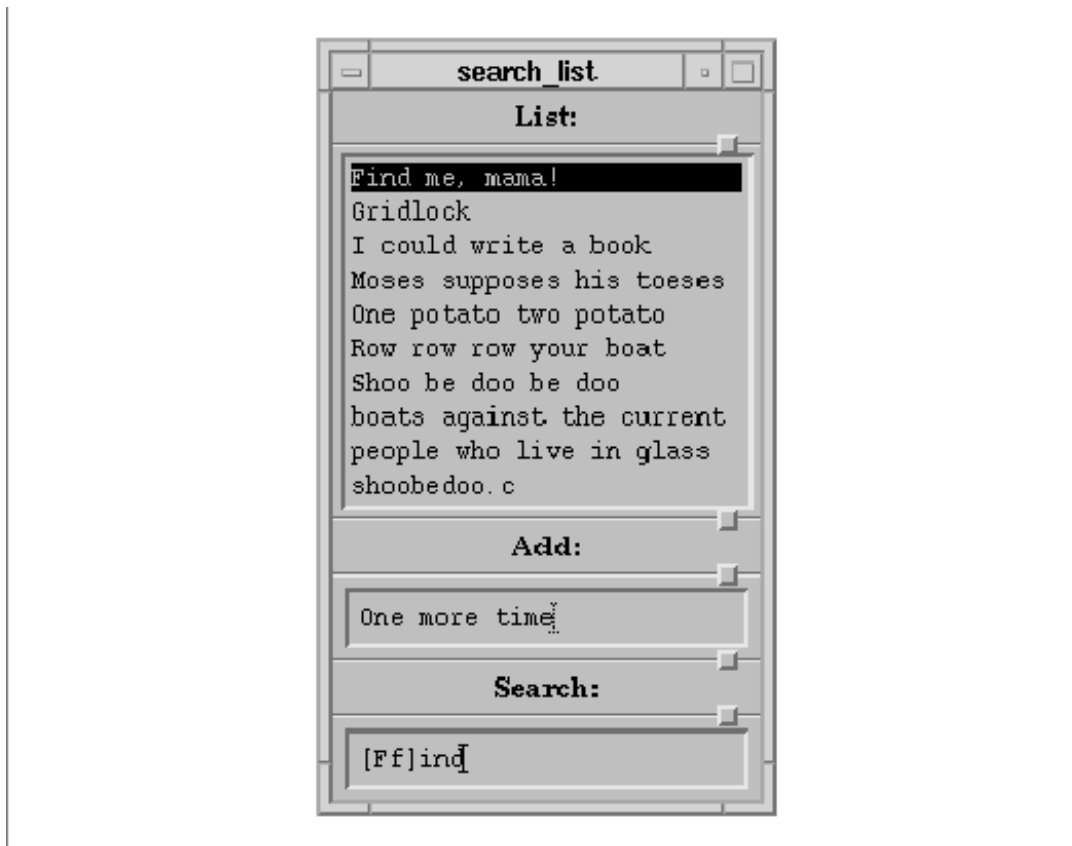 search_list
List:
Find me, mama!
Gridlock
I could write a book
Moses supposes his toeses
One potato two potato
Row row row your boat
Shoo be doo be doo
boats against the current
people who live in glass
shoobedoo.c
Add:
One more time
Search:
[Ff]ind